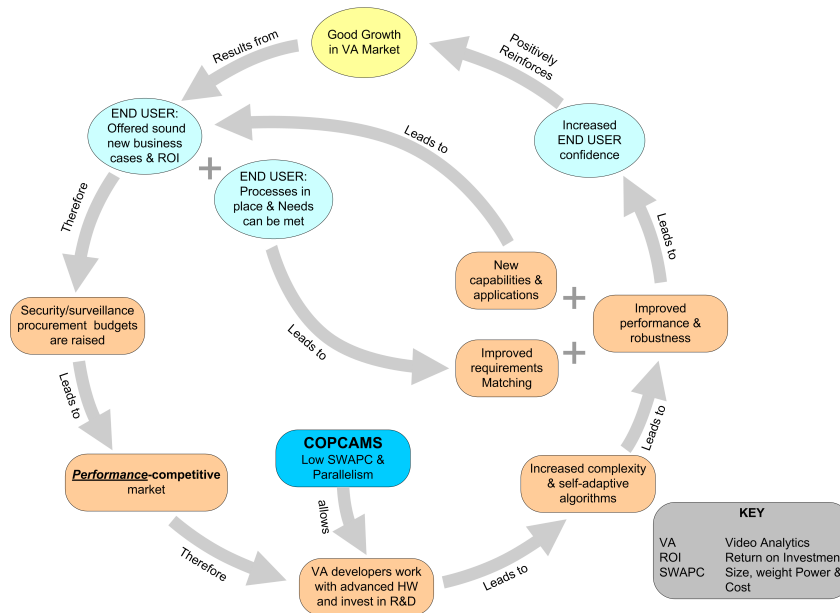 Good Growth
in VA Market
Results from
Positively
Reinforces
END USER:
Offered sound
new business
cases & ROI
Leads to
Increased
END USER
confidence
END USER:
Processes in
place & Needs
can be met
Therefore
Leads to
New
capabilities &
applications
Security/surveillance
procurement budgets
are raised
Improved
performance &
robustness
Leads to
Improved
requirements
Matching
Leads to
Leads to
COPCAMS
Low SWAPC &
Parallelism
Performance-competitive
market
Increased complexity
& self-adaptive
algorithms
allows
Therefore
VA developers work
with advanced HW
and invest in R&D
Leads to
KEY
VA Video Analytics
ROI Return on Investment
SWAPC Size, weight Power &
Cost